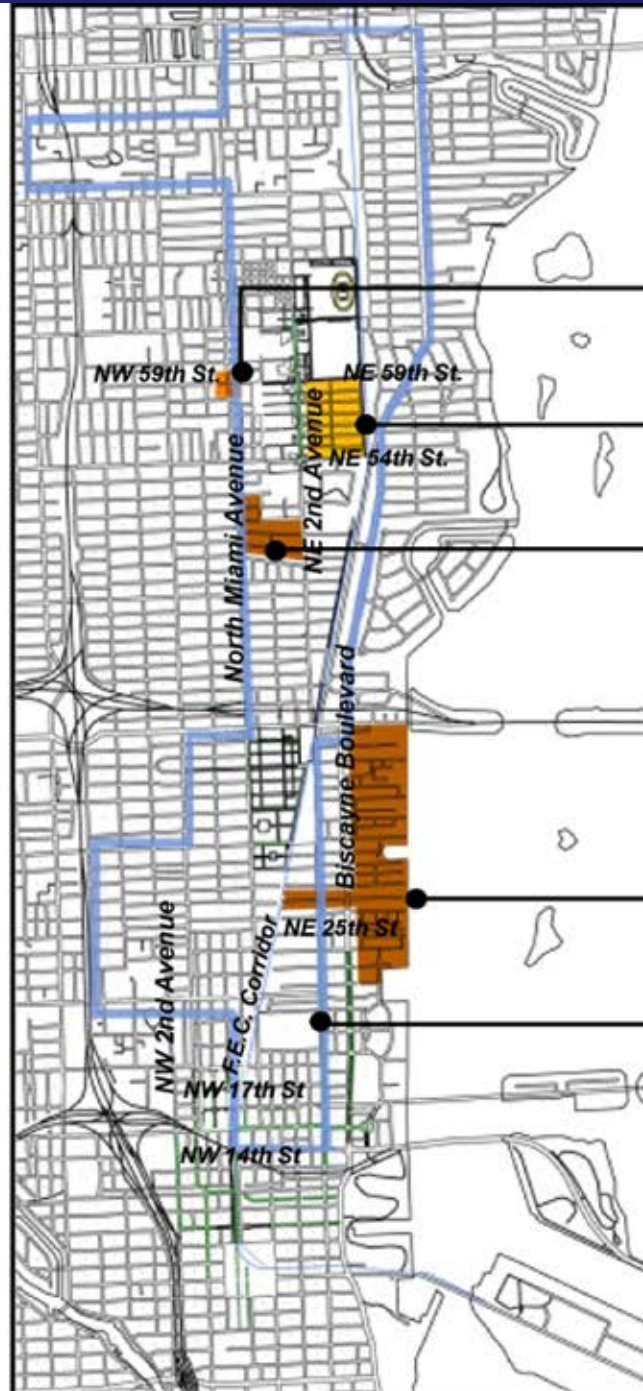 NW 59th St.
NE 59th St.
NE 54th St.
North Miami Avenue
NE 2nd Avenue
Biscayne Boulevard
NE 25th St
F.E.C. Corridor
NW 2nd Avenue
NW 17th St
NW 14th St